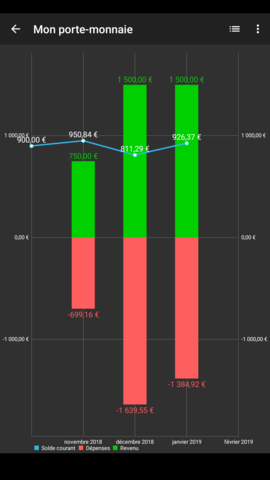 Mon porte-monnaie
1 500,00 €
1 500,00 €
1 000,00 €
900,00 €
950,84 €
811,29 €
926,37 €
1 000,00 €
750,00 €
0,00 €
0,00 €
-699,16 €
-1 000,00 €
-1 000,00 €
-1 639,55 €
-1 384,92 €
novembre 2018
décembre 2018
janvier 2019
février 2019
Solde courant
Dépenses
Revenu